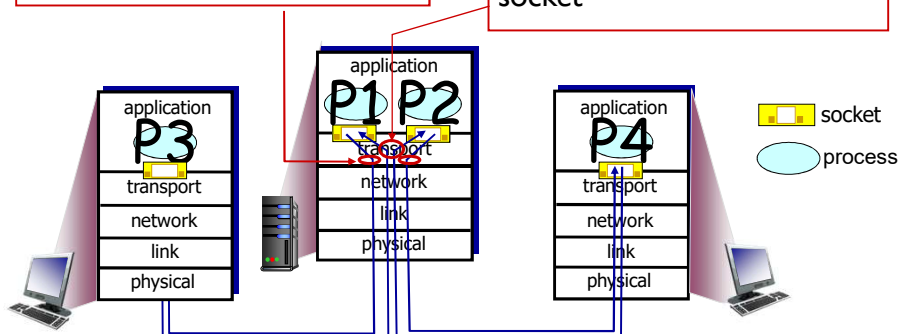 socket
application
P1 P2
transport
network
link
physical
application
P3
transport
network
link
physical
application
P4
transport
network
link
physical
socket
process